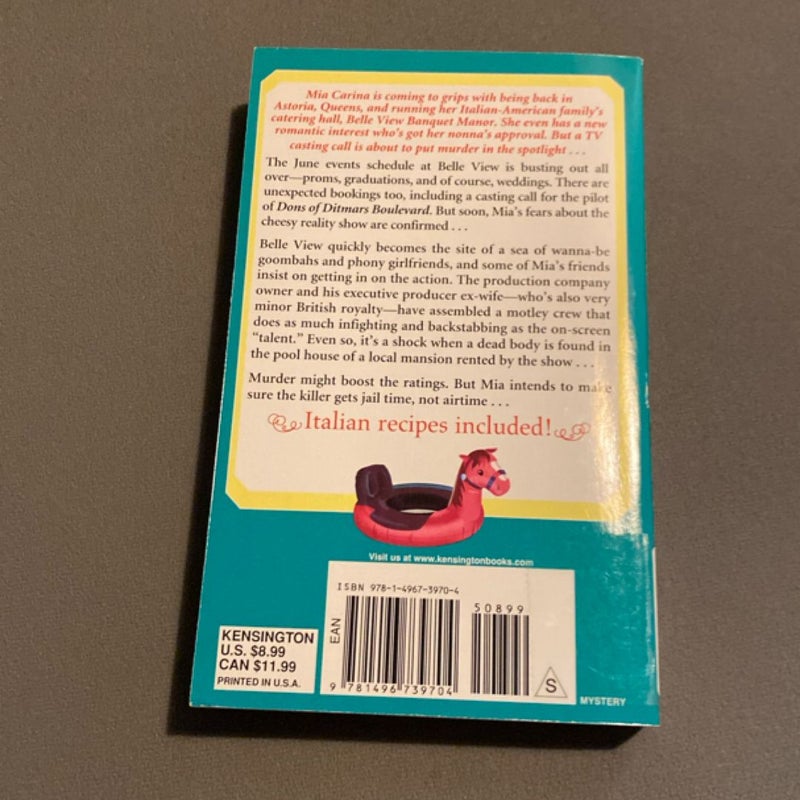 Mia Carina is coming to grips with being back in
Astoria, Queens, and running her Italian-American family's
catering hall, Belle View Banquet Manor. She even has a new
romantic interest who's got her nonna's approval. But a TV
casting call is about to put murder in the spotlight . . .
The June events schedule at Belle View is busting out all
over—proms, graduations, and of course, weddings. There are
unexpected bookings too, including a casting call for the pilot
of Dons of Ditmars Boulevard. But soon, Mia's fears about the
cheesy reality show are confirmed . . .
Belle View quickly becomes the site of a sea of wanna-be
goombahs and phony girlfriends, and some of Mia's friends
insist on getting in on the action. The production company
owner and his executive producer ex-wife—who's also very
minor British royalty—have assembled a motley crew that
does as much infighting and backstabbing as the on-screen
"talent." Even so, it's a shock when a dead body is found in
the pool house of a local mansion rented by the show . . .
Murder might boost the ratings. But Mia intends to make
sure the killer gets jail time, not airtime . . .
Italian recipes included!
Visit us at www.kensingtonbooks.com
ISBN 978-1-4967-3970-4
50899
EAN
KENSINGTON
U.S. $8.99
CAN $11.99
PRINTED IN U.S.A.
9 781496 739704
S
MYSTERY